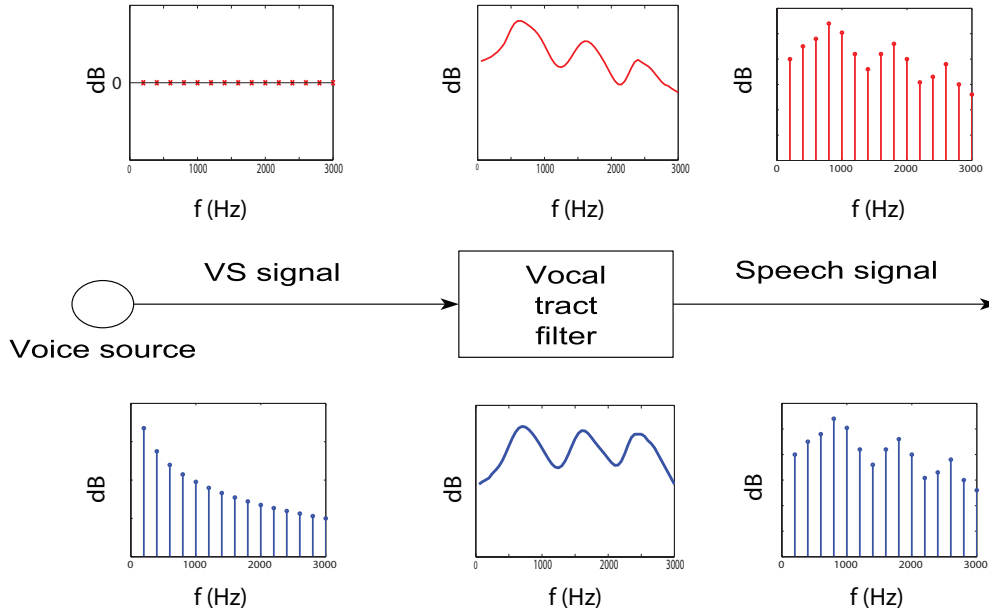 dB
0
0 1000 2000 3000
f (Hz)
dB
0 1000 2000 3000
f (Hz)
dB
0 1000 2000 3000
f (Hz)
VS signal
Voice source
Vocal
tract
filter
Speech signal
dB
0 1000 2000 3000
f (Hz)
dB
0 1000 2000 3000
f (Hz)
dB
0 1000 2000 3000
f (Hz)